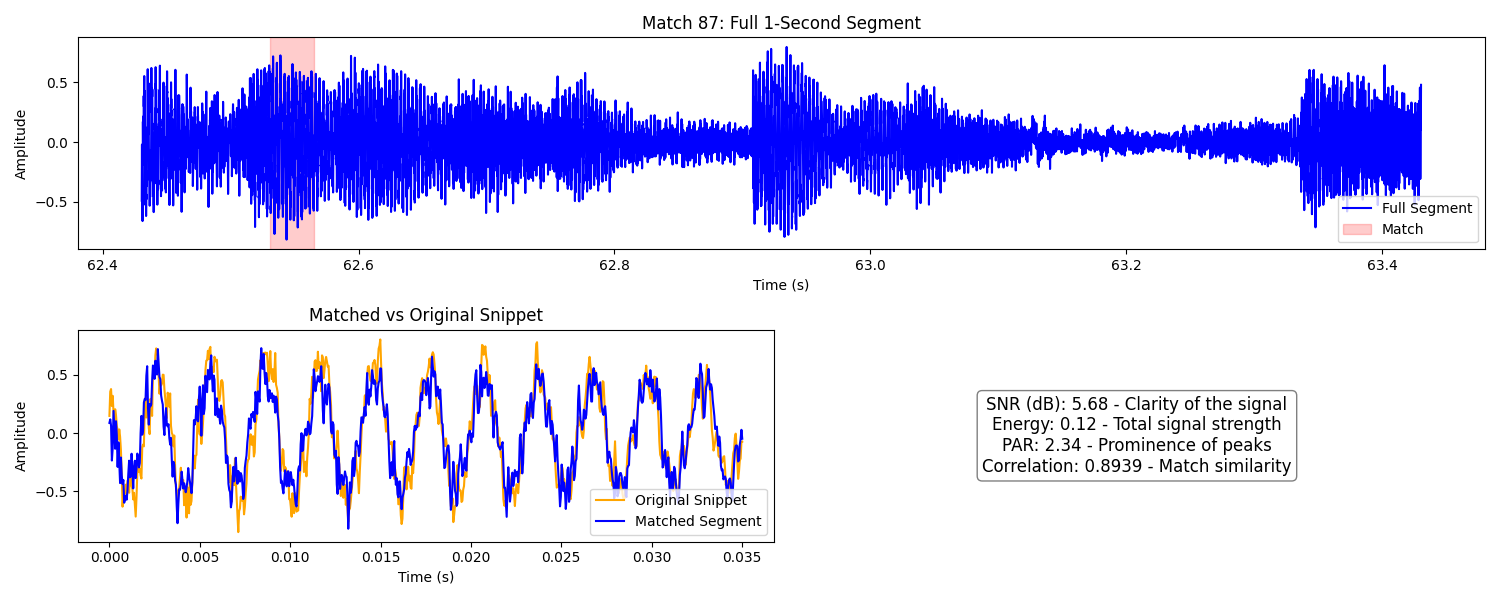 Match 87: Full 1-Second Segment
Amplitude
0.5
0.0
−0.5
Full Segment
Match
62.4 62.6 62.8 63.0 63.2 63.4
Time (s)
Matched vs Original Snippet
Amplitude
0.5
0.0
−0.5
Original Snippet
Matched Segment
0.000 0.005 0.010 0.015 0.020 0.025 0.030 0.035
Time (s)
SNR (dB): 5.68 - Clarity of the signal
Energy: 0.12 - Total signal strength
PAR: 2.34 - Prominence of peaks
Correlation: 0.8939 - Match similarity